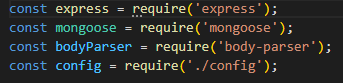 const express = require('express');
const mongoose = require('mongoose');
const bodyParser = require('body-parser');
const config = require('./config');